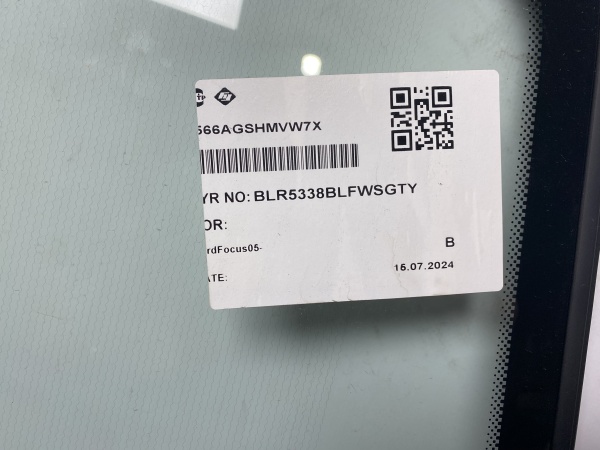 566AGSHMVW7X
YR NO: BLR5338BLFWSGTY
OR:
rdFocus05-
B
ATE:
15.07.2024